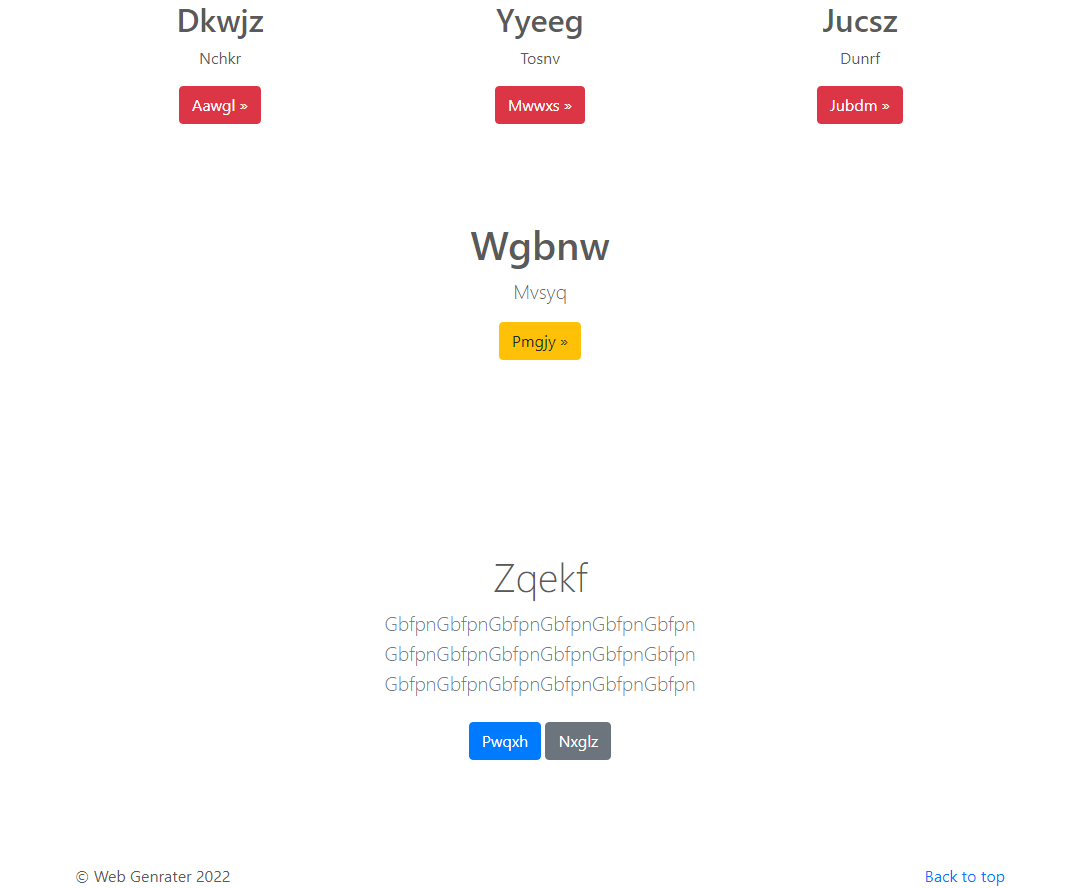 Dkwjz Yyeeg Jucsz
Nchkr Tosnv Dunrf
Aawgl » Mwwxs » Jubdm »
Wgbnw
Mvsyq
Pmgjy »
Zqekf
GbfpnGbfpnGbfpnGbfpnGbfpnGbfpn
GbfpnGbfpnGbfpnGbfpnGbfpnGbfpn
GbfpnGbfpnGbfpnGbfpnGbfpnGbfpn
Pwqxh Nxglz
© Web Genrater 2022 Back to top